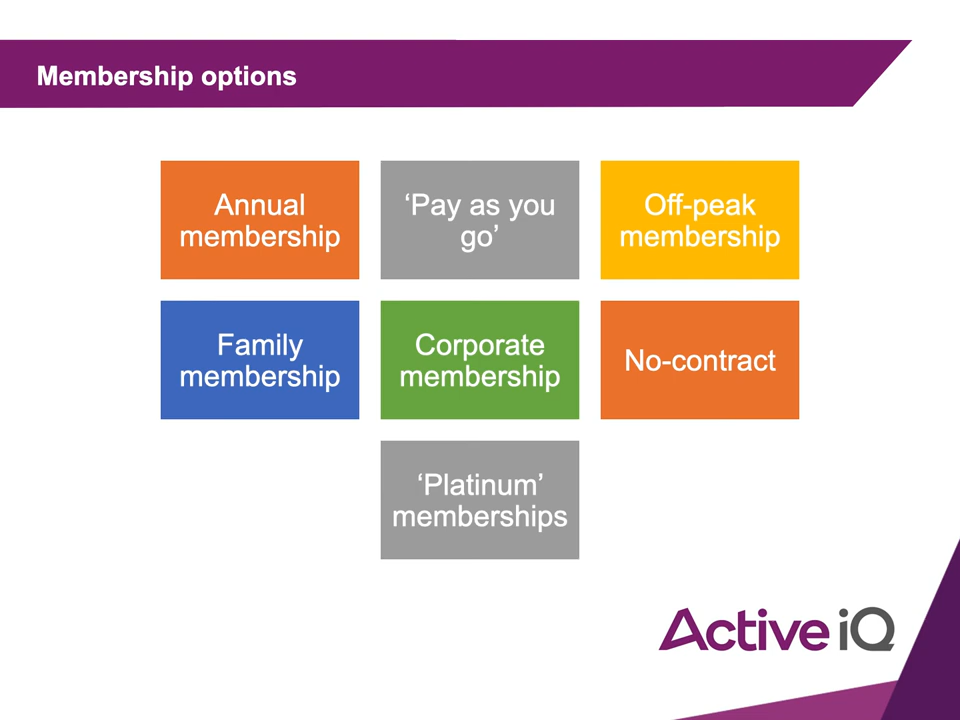 Membership options
Annual
membership
‘Pay as you
go’
Off-peak
membership
Family
membership
Corporate
membership
No-contract
‘Platinum’
memberships
Active iQ